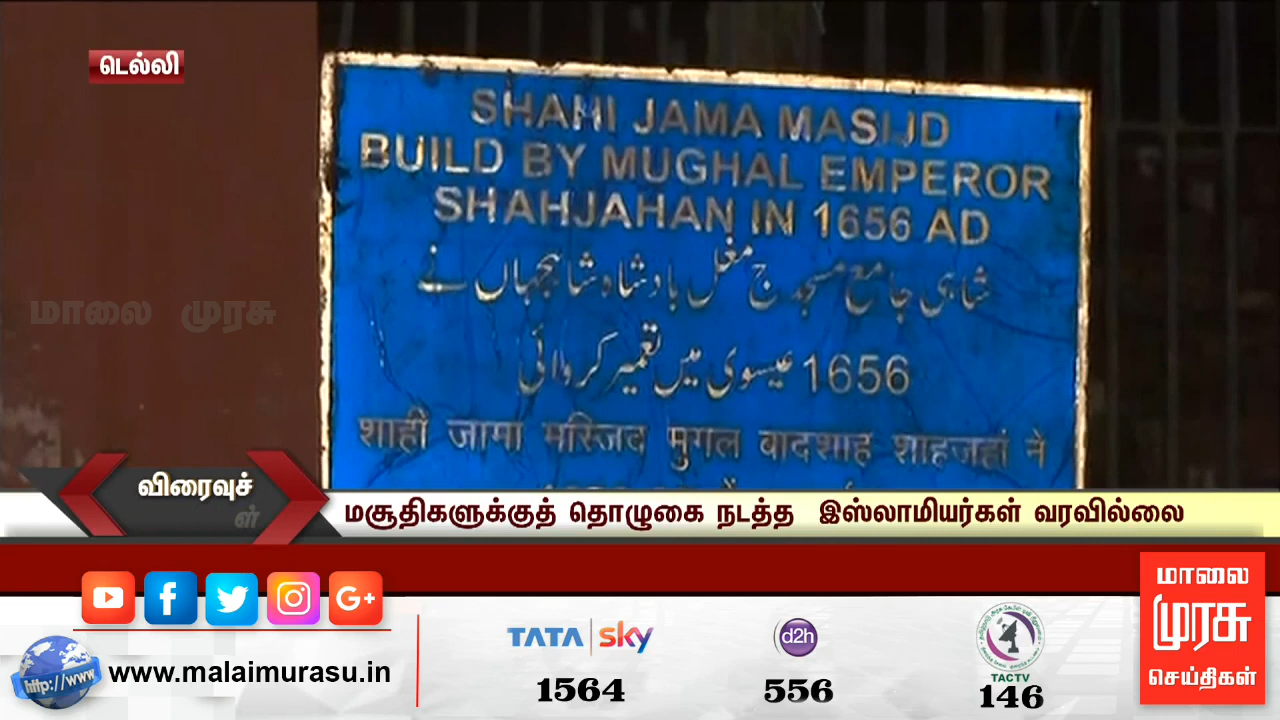 டெல்லி
SHAHI JAMA MASIJD
BUILD BY MUGHAL EMPEROR
SHAHJAHAN IN 1656 AD
شاہی جامع مسجد ج مغل بادشاہ شاہجہاں نے
1656 عیسوی میں تعمیر کروائی
शाही जामा मस्जिद मुगल बादशाह शाहजहां ने
மாலை முரசு
விரைவுச்
ள்
மசூதிகளுக்குத் தொழுகை நடத்த இஸ்லாமியர்கள் வரவில்லை
G+
http://www
www.malaimurasu.in
TATA sky
1564
d2h
556
TACTV
146
மாலை
முரசு
செய்திகள்